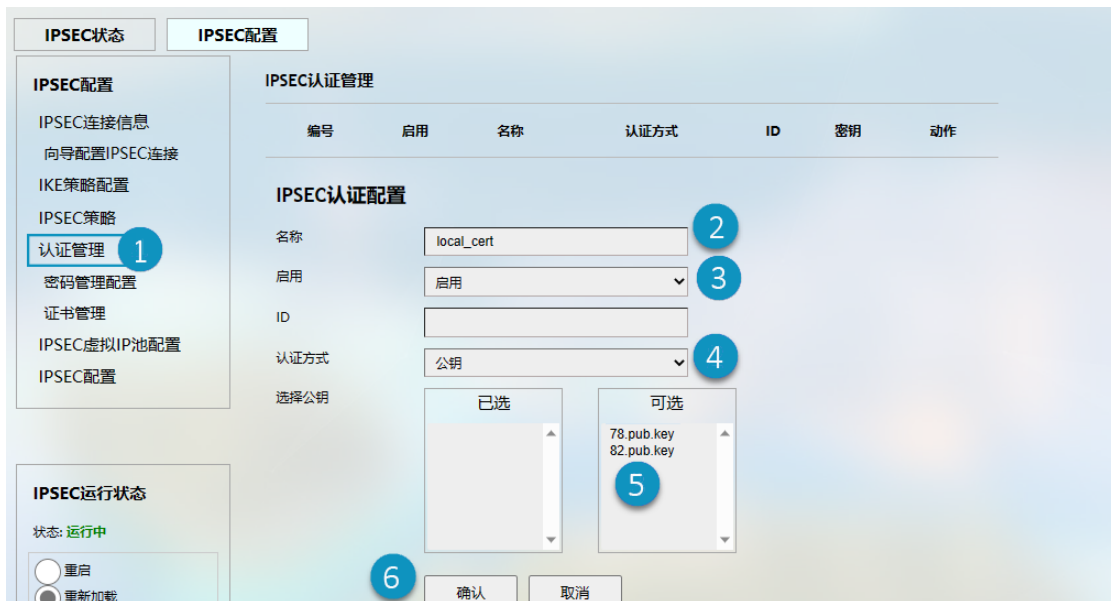 IPSEC状态
IPSEC配置
IPSEC配置
IPSEC连接信息
向导配置IPSEC连接
IKE策略配置
IPSEC策略
认证管理 1
密码管理配置
证书管理
IPSEC虚拟IP池配置
IPSEC配置
IPSEC运行状态
状态: 运行中
重启
重新加载
IPSEC认证管理
编号 启用 名称 认证方式 ID 密钥 动作
IPSEC认证配置
名称 local_cert 2
启用 启用 3
ID
认证方式 公钥 4
选择公钥 已选 可选
78.pub.key
82.pub.key
5
6 确认 取消